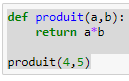 def produit(a,b):
    return a*b
produit(4,5)